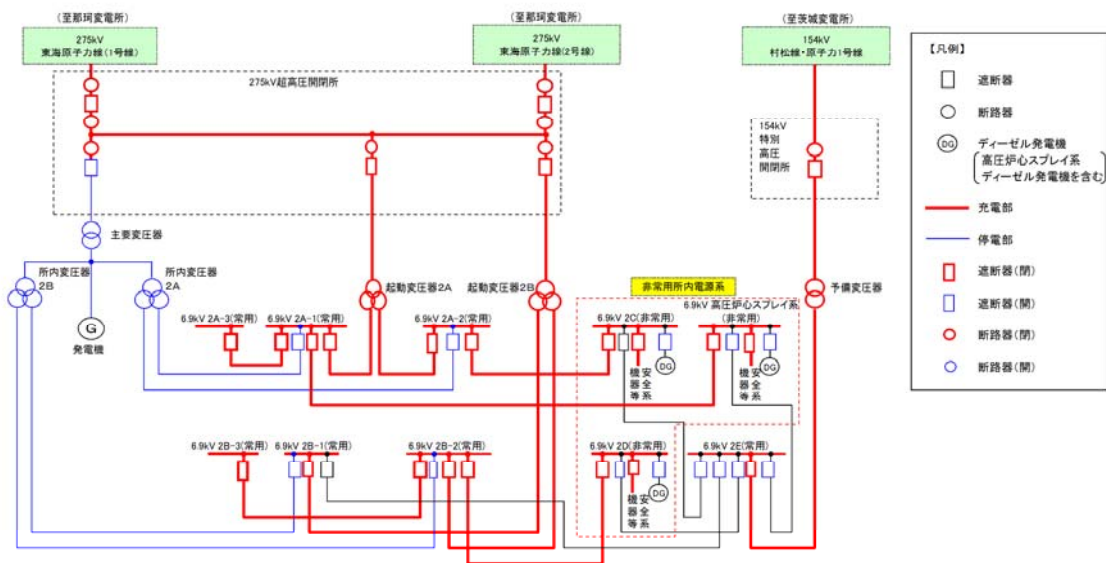 (至那珂変電所)
275kV
東海原子力線(1号線)
(至那珂変電所)
275kV
東海原子力線(2号線)
(至茨城変電所)
154kV
村松線・原子力1号線
275kV超高圧開閉所
154kV
特別
高圧
開閉所
主要変圧器
所内変圧器
2B
所内変圧器
2A
起動変圧器2A
起動変圧器2B
予備変圧器
非常用所内電源系
G
発電機
6.9kV 2A-3(常用)
6.9kV 2A-1(常用)
6.9kV 2A-2(常用)
6.9kV 2C(非常用)
6.9kV 高圧炉心スプレイ系
(非常用)
DG
安全系
機器等
DG
安全系
機器等
6.9kV 2B-3(常用)
6.9kV 2B-1(常用)
6.9kV 2B-2(常用)
6.9kV 2D(非常用)
6.9kV 2E(常用)
DG
安全系
機器等
【凡例】
遮断器
断路器
DG
ディーゼル発電機
高圧炉心スプレイ系
ディーゼル発電機を含む
充電部
停電部
遮断器(閉)
遮断器(開)
断路器(閉)
断路器(開)